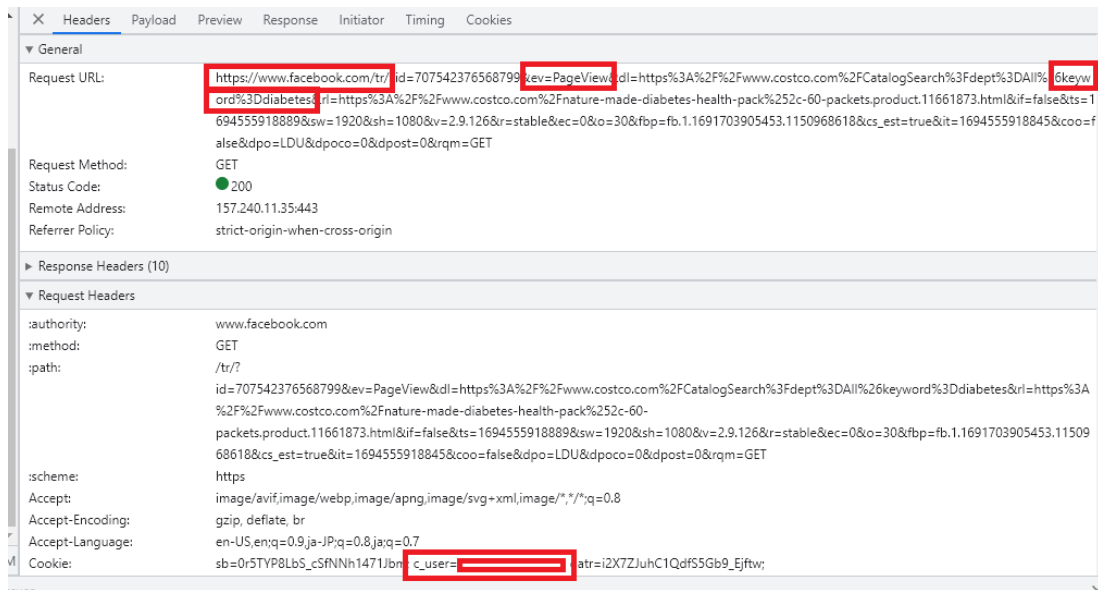 Headers Payload Preview Response Initiator Timing Cookies
General
Request URL: https://www.facebook.com/tr/ id=707542376568799 &ev=PageView& dl=https%3A%2F%2Fwww.costco.com%2FCatalogSearch%3Fdept%3DAll% 6keyw
ord%3Ddiabetes& rl=https%3A%2F%2Fwww.costco.com%2Fnature-made-diabetes-health-pack%252c-60-packets.product.11661873.html&if=false&ts=1
694555918889&sw=1920&sh=1080&v=2.9.126&r=stable&ec=0&o=30&fbp=fb.1.1691703905453.1150968618&cs_est=true&it=1694555918845&coo=f
alse&dpo=LDU&dpoco=0&dpost=0&rqm=GET
Request Method: GET
Status Code: 200
Remote Address: 157.240.11.35:443
Referrer Policy: strict-origin-when-cross-origin
Response Headers (10)
Request Headers
:authority: www.facebook.com
:method: GET
:path: /tr/?
id=707542376568799&ev=PageView&dl=https%3A%2F%2Fwww.costco.com%2FCatalogSearch%3Fdept%3DAll%26keyword%3Ddiabetes&rl=https%3A
%2F%2Fwww.costco.com%2Fnature-made-diabetes-health-pack%252c-60-
packets.product.11661873.html&if=false&ts=1694555918889&sw=1920&sh=1080&v=2.9.126&r=stable&ec=0&o=30&fbp=fb.1.1691703905453.11509
68618&cs_est=true&it=1694555918845&coo=false&dpo=LDU&dpoco=0&dpost=0&rqm=GET
:scheme: https
Accept: image/avif,image/webp,image/apng,image/svg+xml,image/*,*/*;q=0.8
Accept-Encoding: gzip, deflate, br
Accept-Language: en-US,en;q=0.9,ja-JP;q=0.8,ja;q=0.7
M Cookie: sb=0r5TYP8LbS_cSfNNh1471Jbm c_user= atr=i2X7ZJuhC1QdfS5Gb9_Ejftw;